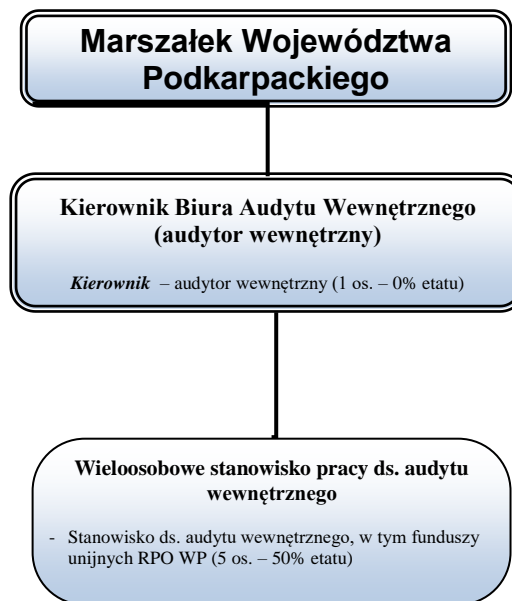 Marszałek Województwa
Podkarpackiego
Kierownik Biura Audytu Wewnętrznego
(audytor wewnętrzny)
Kierownik – audytor wewnętrzny (1 os. – 0% etatu)
Wieloosobowe stanowisko pracy ds. audytu
wewnętrznego
- Stanowisko ds. audytu wewnętrznego, w tym funduszy
unijnych RPO WP (5 os. – 50% etatu)